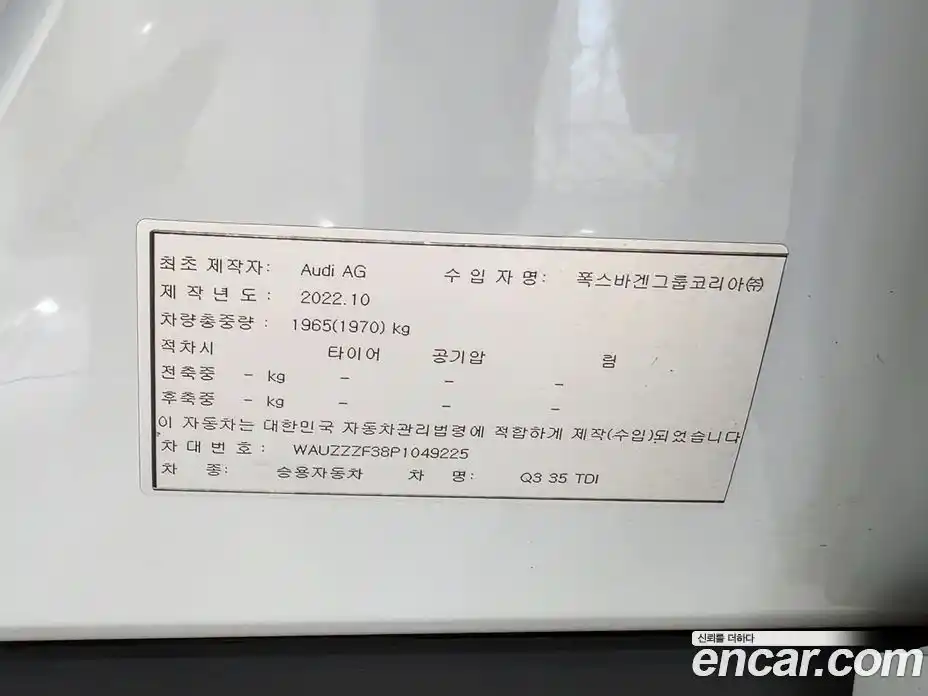 최초 제작자: Audi AG 수 입 자 명: 폭스바겐그룹코리아㈜
제 작 년 도 : 2022.10
차량총중량 : 1965(1970) kg
적차시 타이어 공기압 림
전축중 - kg - - -
후축중 - kg - - -
이 자동차는 대한민국 자동차관리법령에 적합하게 제작(수입)되었습니다
차 대 번 호 : WAUZZZF38P1049225
차 종: 승용자동차 차 명: Q3 35 TDI
신뢰를 더하다
encar.com